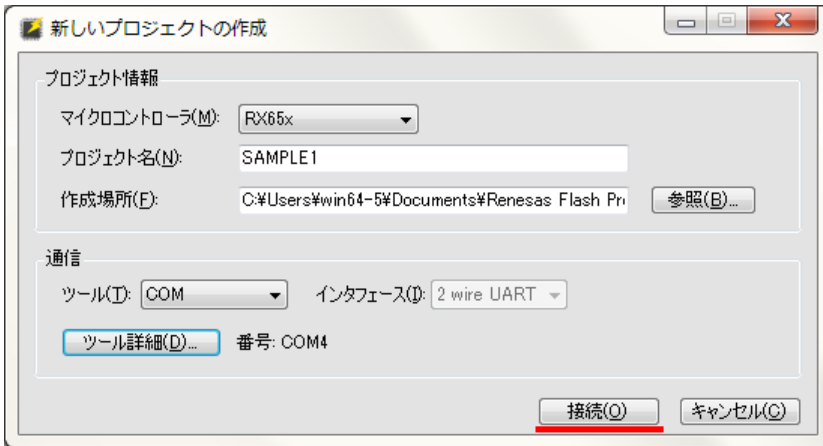 新しいプロジェクトの作成
プロジェクト情報
マイクロコントローラ(M): RX65x
プロジェクト名(N): SAMPLE1
作成場所(F): C:¥Users¥win64-5¥Documents¥Renesas Flash Pr 参照(B)...
通信
ツール(T): COM インタフェース(I): 2 wire UART
ツール詳細(D)... 番号: COM4
接続(O) キャンセル(C)